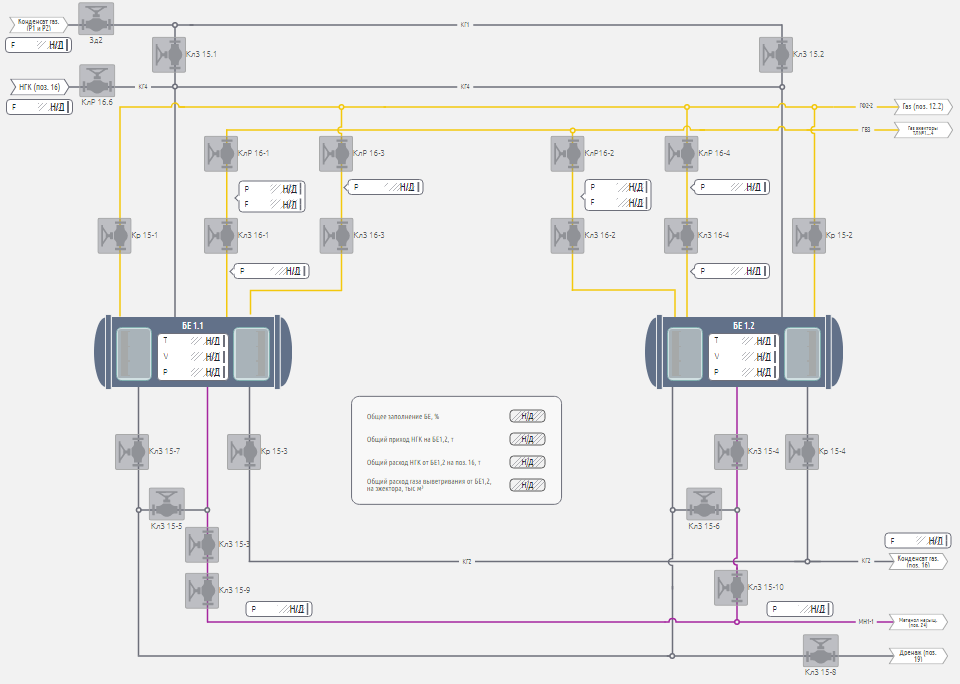 Конденсат газ.
(Р1 и Р2)
F Н/Д
Зд2
КГ1
КлЗ 15.1
КлЗ 15.2
НГК (поз. 16)
F Н/Д
КлР 16.6
КГ4
КГ4
ГО2-2
Газ (поз. 12.2)
ГВЗ
Газ эжекторы
КлР 16-1
КлР 16-3
КлР16-2
КлР 16-4
P Н/Д
F Н/Д
P Н/Д
P Н/Д
F Н/Д
P Н/Д
Кр 15-1
КлЗ 16-1
КлЗ 16-3
КлЗ 16-2
КлЗ 16-4
Кр 15-2
P Н/Д
P Н/Д
БЕ 1.1
T Н/Д
V Н/Д
P Н/Д
БЕ 1.2
T Н/Д
V Н/Д
P Н/Д
Общее заполнение БЕ, % Н/Д
Общий приход НГК на БЕ1,2, т Н/Д
Общий расход НГК от БЕ1,2 на поз. 16, т Н/Д
Общий расход газа выветривания от БЕ1,2,
на эжектора, тыс м³ Н/Д
КлЗ 15-7
Кр 15-3
КлЗ 15-4
Кр 15-4
КлЗ 15-5
КлЗ 15-6
КлЗ 15-3
F Н/Д
КГ2
КГ2
Конденсат газ.
(поз. 16)
КлЗ 15-9
КлЗ 15-10
P Н/Д
P Н/Д
МН1-1
Метанол насыщ.
(поз. 24)
Дренаж (поз.
19)
КлЗ 15-8